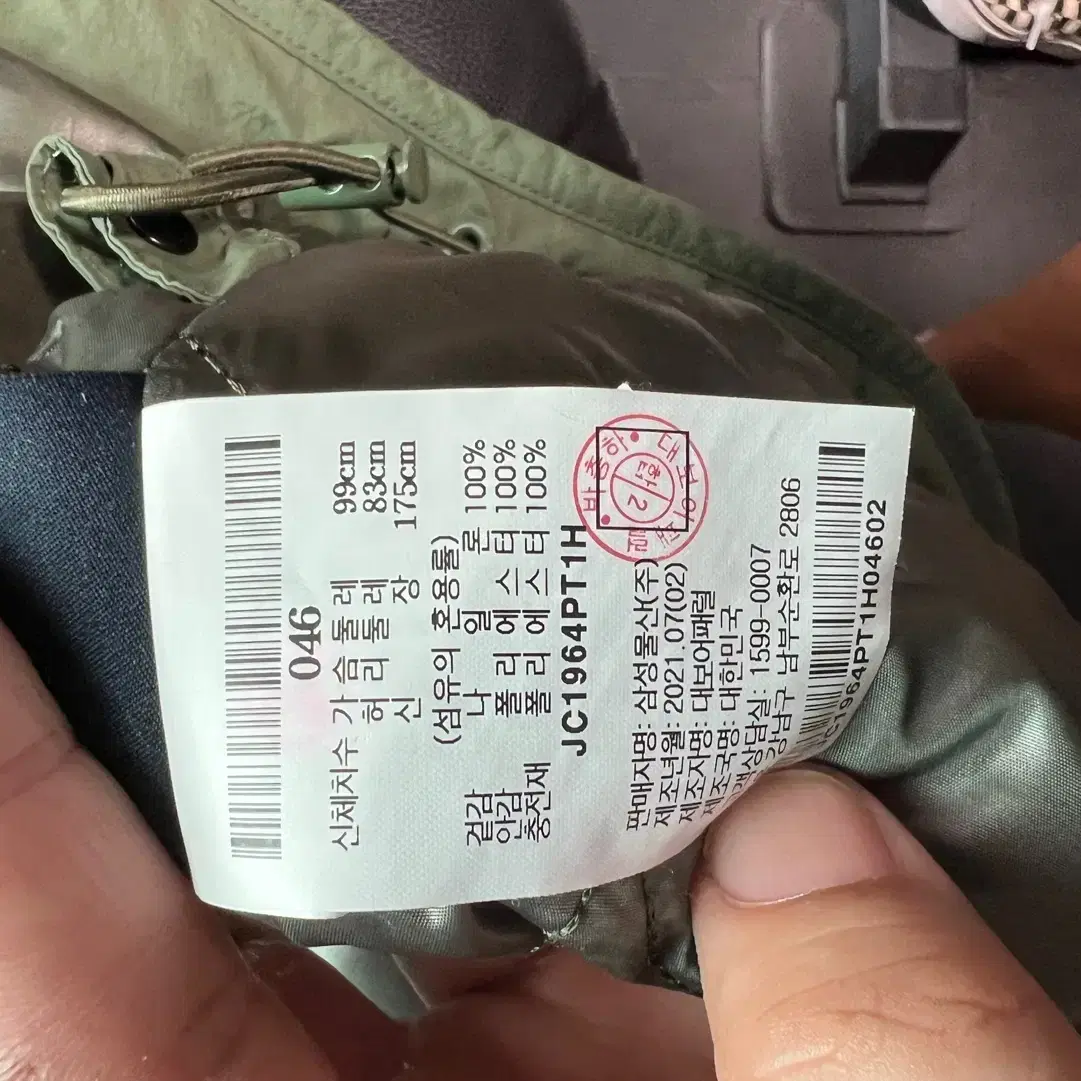 046
신체치수 가슴둘레 99cm
허리둘레 83cm
신장 175cm
(섬유의 혼용률)
겉감 나일론 100%
안감 폴리에스터 100%
충전재 폴리에스터 100%
JC1964PT1H
판매자명: 삼성물산(주)
제조년월: 2021.07(02)
제조자명: 대보어패럴
제조국명: 대한민국
상담실: 1599-0007
강남구 남부순환로 2806
JC1964PT1H04602